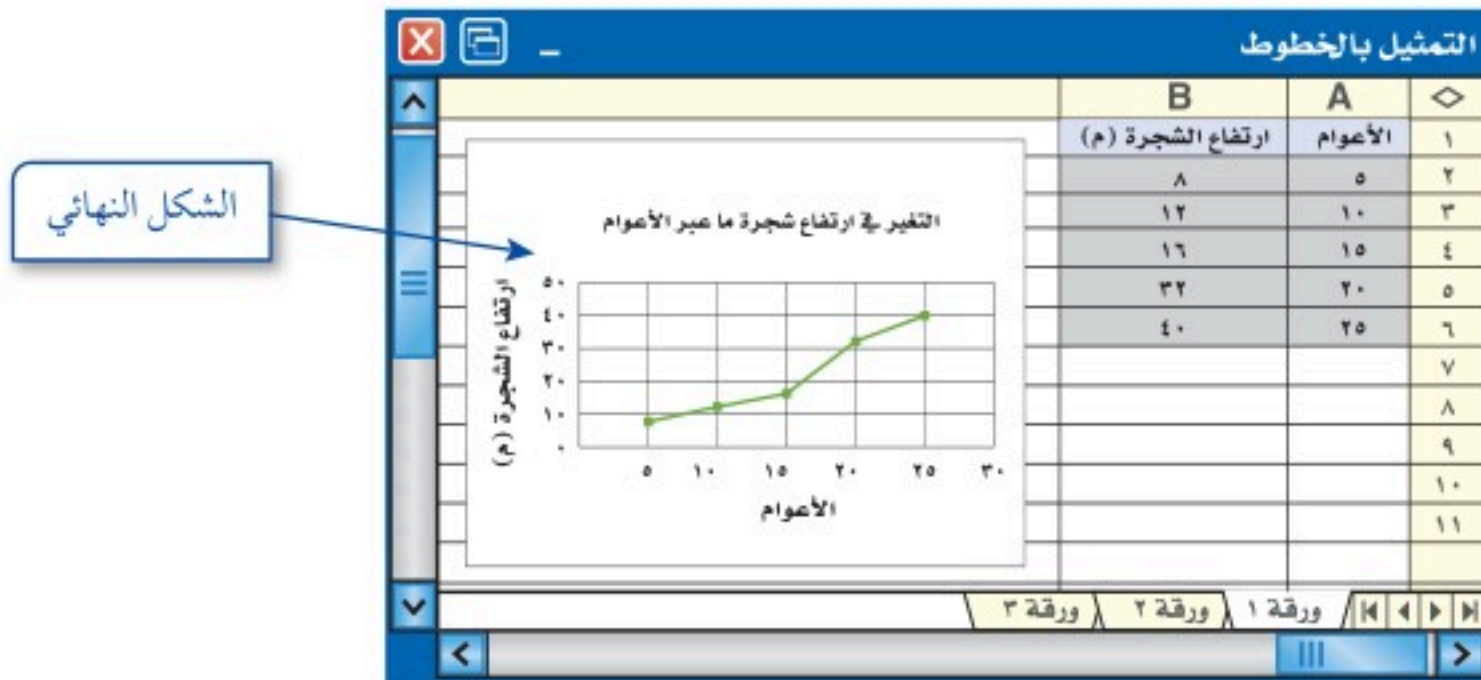 التمثيل بالخطوط
A B
١ الأعوام ارتفاع الشجرة (م)
٢ ٥ ٨
٣ ١٠ ١٢
٤ ١٥ ١٦
٥ ٢٠ ٣٢
٦ ٢٥ ٤٠
٧
٨
٩
١٠
١١
التغير في ارتفاع شجرة ما عبر الأعوام
ارتفاع الشجرة (م)
٥٠
٤٠
٣٠
٢٠
١٠
٠
٥ ١٠ ١٥ ٢٠ ٢٥ ٣٠
الأعوام
الشكل النهائي
ورقة ١ ورقة ٢ ورقة ٣